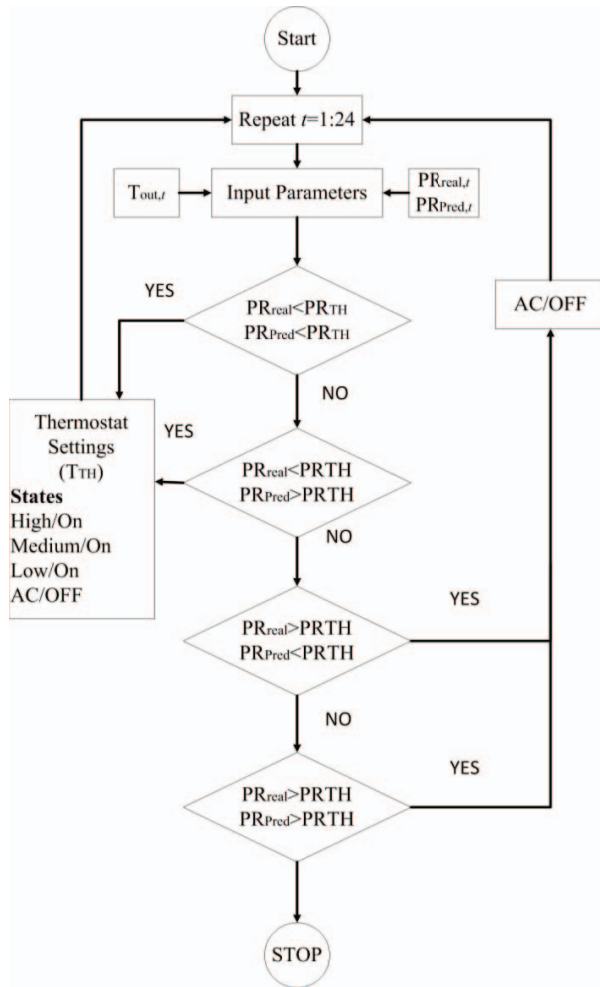 Start
Repeat t=1:24
Tout,t
Input Parameters
PRreal,t
PRPred,t
AC/OFF
YES
PRreal<PRTH
PRPred<PRTH
NO
Thermostat
Settings
(TTH)
States
High/On
Medium/On
Low/On
AC/OFF
YES
PRreal<PRTH
PRPred>PRTH
NO
PRreal>PRTH
PRPred<PRTH
YES
NO
PRreal>PRTH
PRPred>PRTH
YES
STOP